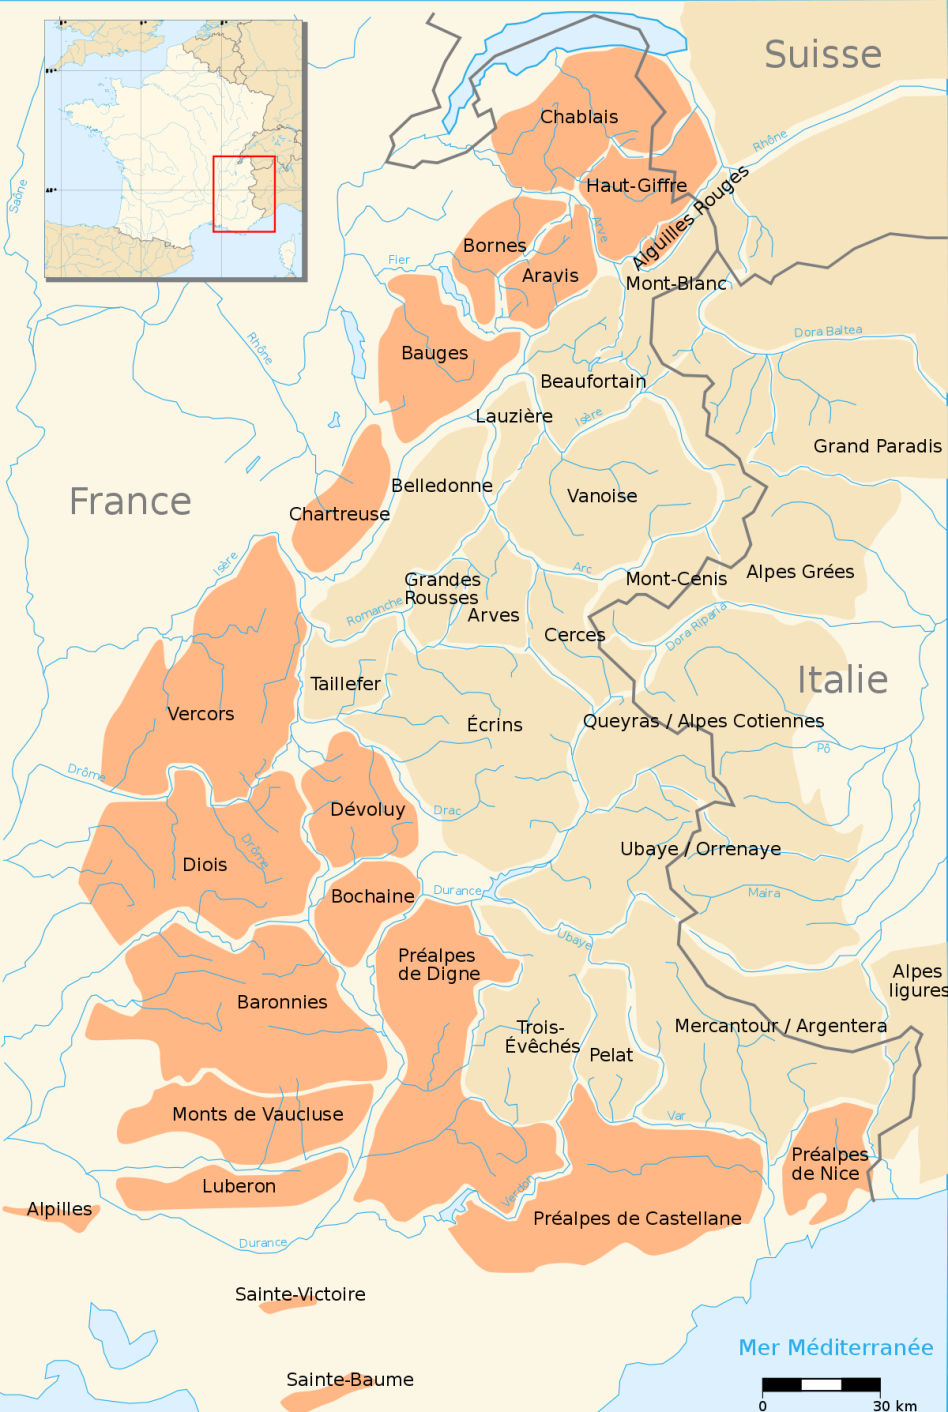 Suisse
Chablais
Rhône
Haut-Giffre
Aiguilles Rouges
Saône
Arve
Bornes
Fier
Aravis
Mont-Blanc
Dora Baltea
Rhône
Bauges
Beaufortain
Lauzière
Isère
Grand Paradis
France
Belledonne
Vanoise
Chartreuse
Isère
Arc
Mont-Cenis
Alpes Grées
Grandes
Rousses
Romanche
Arves
Cerces
Dora Riparia
Italie
Taillefer
Vercors
Écrins
Queyras / Alpes Cotiennes
Pô
Drôme
Dévoluy
Drac
Drôme
Diois
Ubaye / Orrenaye
Bochaine
Durance
Maira
Ubaye
Préalpes
de Digne
Alpes
ligures
Baronnies
Trois-
Évêchés
Pelat
Mercantour / Argentera
Monts de Vaucluse
Var
Préalpes
de Nice
Luberon
Verdon
Alpilles
Préalpes de Castellane
Durance
Sainte-Victoire
Mer Méditerranée
Sainte-Baume
0
30 km